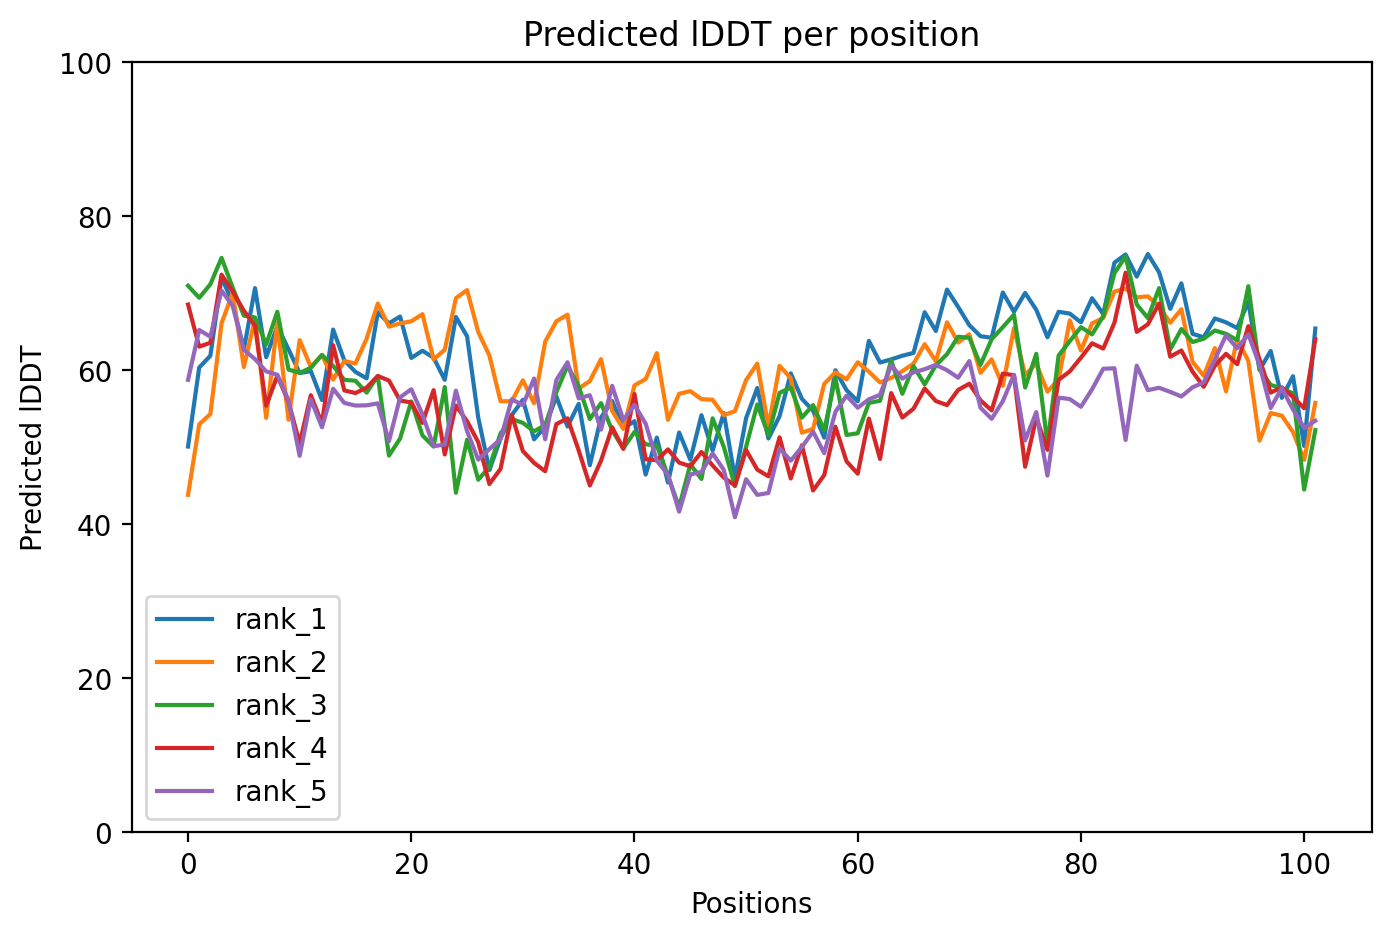 Predicted lDDT per position
100
80
60
40
20
0
Predicted lDDT
rank_1
rank_2
rank_3
rank_4
rank_5
0 20 40 60 80 100
Positions